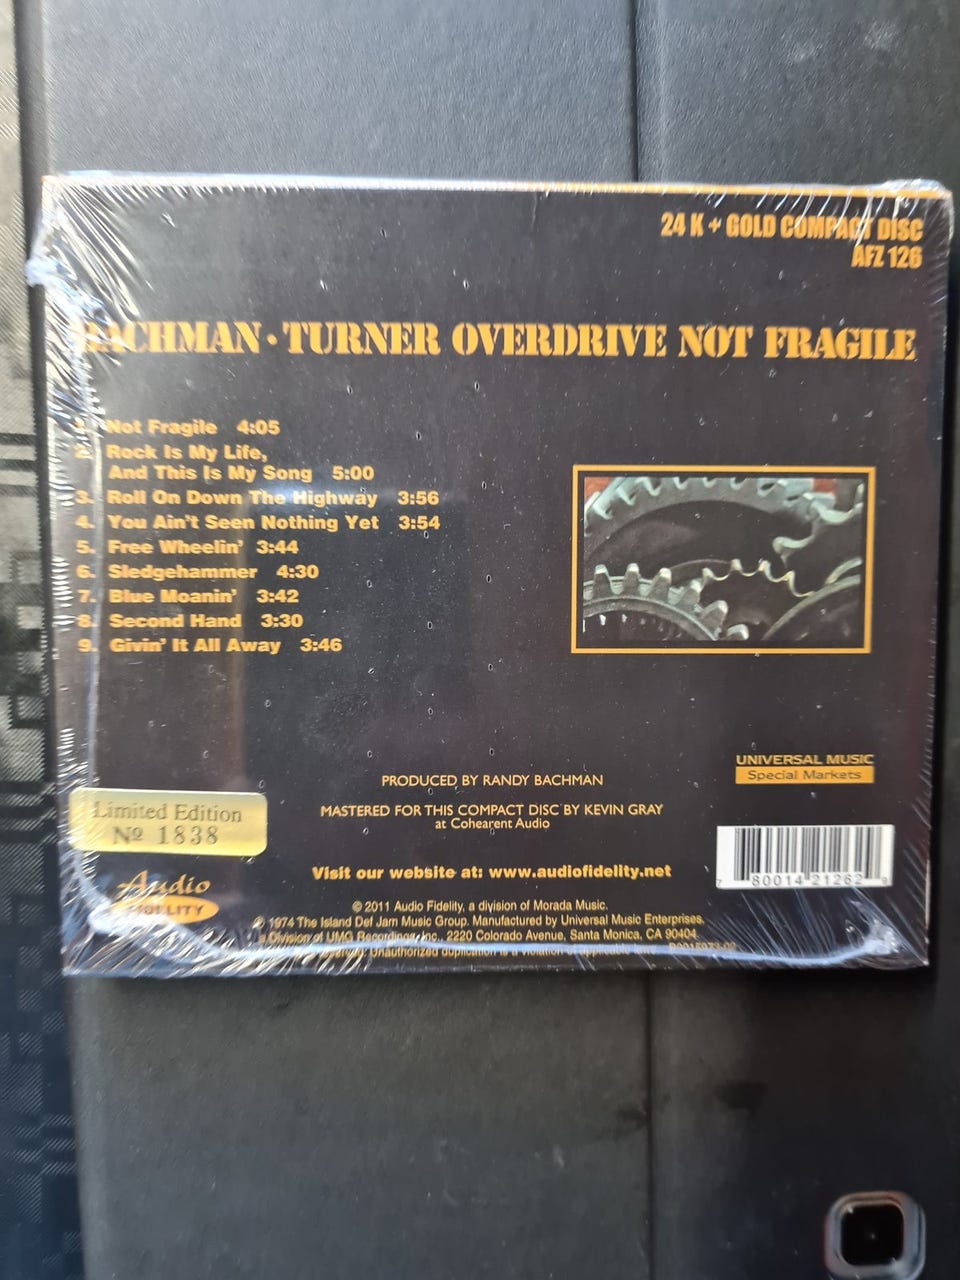 24 K + GOLD COMPACT DISC
AFZ 126
BACHMAN · TURNER OVERDRIVE NOT FRAGILE
1. Not Fragile 4:05
2. Rock Is My Life,
And This Is My Song 5:00
3. Roll On Down The Highway 3:56
4. You Ain't Seen Nothing Yet 3:54
5. Free Wheelin' 3:44
6. Sledgehammer 4:30
7. Blue Moanin' 3:42
8. Second Hand 3:30
9. Givin' It All Away 3:46
UNIVERSAL MUSIC
Special Markets
PRODUCED BY RANDY BACHMAN
MASTERED FOR THIS COMPACT DISC BY KEVIN GRAY
at Cohearent Audio
Limited Edition
Nº 1838
Visit our website at: www.audiofidelity.net
7 80014 21262 9
Audio
FIDELITY
© 2011 Audio Fidelity, a division of Morada Music.
℗ 1974 The Island Def Jam Music Group. Manufactured by Universal Music Enterprises,
a Division of UMG Recordings, Inc., 2220 Colorado Avenue, Santa Monica, CA 90404
Unauthorized duplication is a violation of applicable